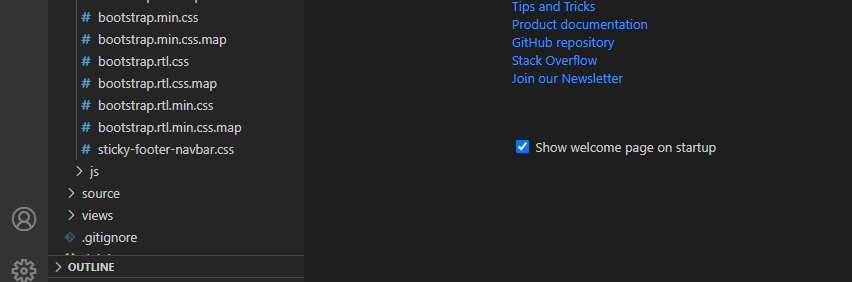 bootstrap.min.css
bootstrap.min.css.map
bootstrap.rtl.css
bootstrap.rtl.css.map
bootstrap.rtl.min.css
bootstrap.rtl.min.css.map
sticky-footer-navbar.css
js
source
views
.gitignore
OUTLINE
Tips and Tricks
Product documentation
GitHub repository
Stack Overflow
Join our Newsletter
Show welcome page on startup